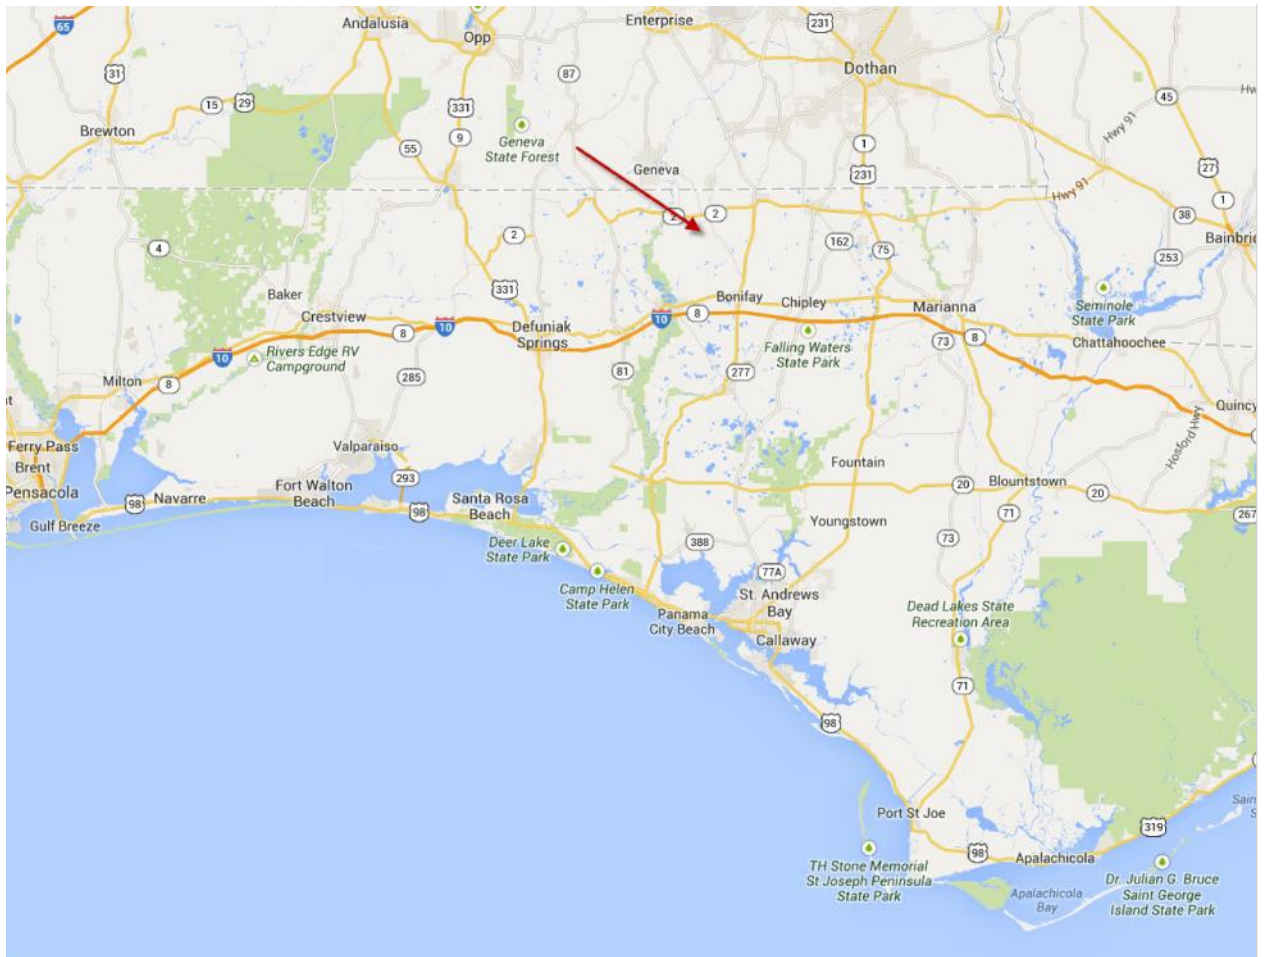 Andalusia
Enterprise
65
231
Opp
Dothan
31
87
15
29
331
45
Hwy 91
Brewton
9
Geneva
State Forest
55
1
Geneva
231
27
Hwy 91
1
2
2
38
4
2
162
75
Bainbri
253
331
Baker
Bonifay
Chipley
Marianna
Seminole
State Park
Crestview
10
8
10
8
Defuniak
Springs
Falling Waters
State Park
73
8
Chattahoochee
10
Rivers Edge RV
Campground
Milton
8
285
81
277
Quincy
Hosford Hwy
Ferry Pass
Brent
Valparaiso
Fountain
293
Pensacola
98
Navarre
Fort Walton
Beach
98
Santa Rosa
Beach
20
Blountstown
20
Gulf Breeze
Youngstown
71
267
Deer Lake
State Park
388
73
77A
Camp Helen
State Park
St. Andrews
Bay
Dead Lakes State
Recreation Area
Panama
City Beach
Callaway
71
98
Port St Joe
319
98
Apalachicola
TH Stone Memorial
St Joseph Peninsula
State Park
Apalachicola
Bay
Dr. Julian G. Bruce
Saint George
Island State Park